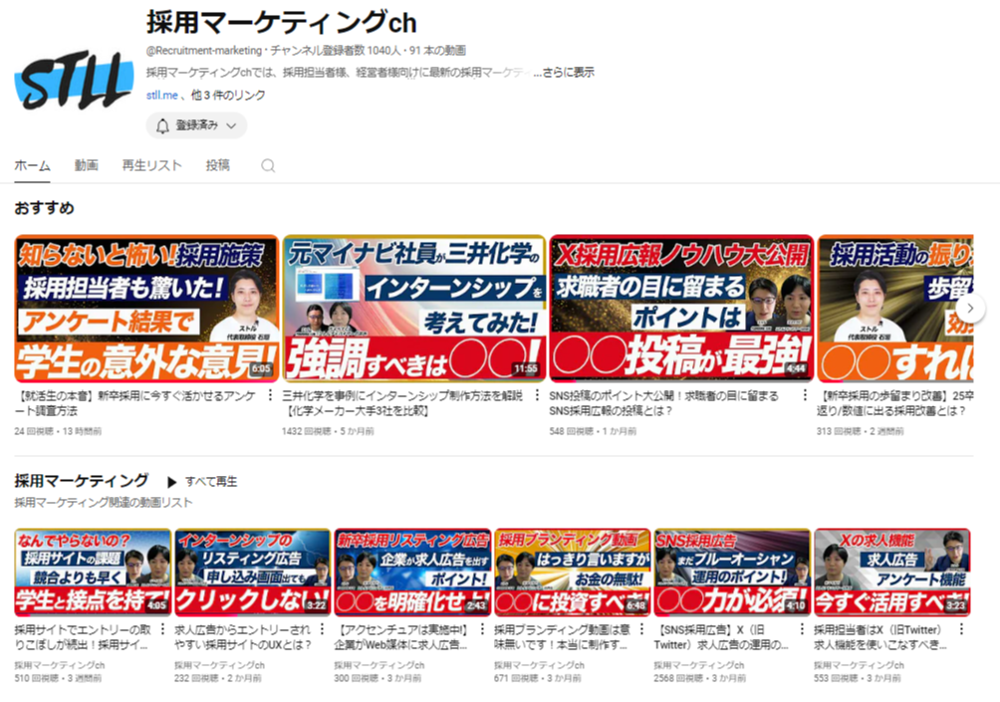 採用マーケティングch
@Recruitment-marketing・チャンネル登録者数 1040人・91 本の動画
採用マーケティングchでは、採用担当者様、経営者様向けに最新の採用マーケテ ...さらに表示
STLL
stll.me 、他 3 件のリンク
登録済み
ホーム 動画 再生リスト 投稿
おすすめ
知らないと怖い!採用施策
採用担当者も驚いた!
アンケート結果で
ストル
代表取締役 石垣
学生の意外な意見!
6:05
元マイナビ社員が三井化学の
インターンシップを
考えてみた!
強調すべきは〇〇!
11:55
X採用広報ノウハウ大公開
求職者の目に留まる
ポイントは
〇〇投稿が最強!
4:44
採用活動の振り
歩留
ストル
代表取締役 石垣
効
〇〇すれば
【就活生の本音】新卒採用に今すぐ活かせるアンケ
ート調査方法
24 回視聴・13 時間前
三井化学を事例にインターンシップ制作方法を解説
【化学メーカー大手3社を比較】
1432 回視聴・5 か月前
SNS投稿のポイント大公開！求職者の目に留まる
SNS採用広報の投稿とは？
548 回視聴・1 か月前
【新卒採用の歩留まり改善】25卒
返り/数値に出る採用改善とは？
313 回視聴・2 週間前
採用マーケティング ▶ すべて再生
採用マーケティング関連の動画リスト
なんでやらないの?
採用サイトの課題
競合よりも早く
学生と接点を持て!
4:05
インターンシップの
リスティング広告
申し込み画面出ても
クリックしない!
3:22
新卒採用リスティング広告
企業が求人広告を出す
ポイント!
〇〇を明確化せよ!
2:43
採用ブランディング動画
はっきり言いますが
お金の無駄!
〇〇に投資すべき!
6:48
SNS採用広告
まだブルーオーシャン
運用のポイント!
〇〇力が必須!
4:10
Xの求人機能
求人広告
アンケート機能
今すぐ活用すべき!
3:23
採用サイトでエントリーの取
りこぼしが続出！採用サイ...
採用マーケティングch
510 回視聴・3 週間前
求人広告からエントリーされ
やすい採用サイトのUXとは？
採用マーケティングch
232 回視聴・2 か月前
【アクセンチュアは実施中!】
企業がWeb媒体に求人広告...
採用マーケティングch
300 回視聴・3 か月前
採用ブランディング動画は意
味無いです！本当に制作す...
採用マーケティングch
671 回視聴・3 か月前
【SNS採用広告】X（旧
Twitter）求人広告の運用の...
採用マーケティングch
2568 回視聴・3 か月前
採用担当者はX（旧Twitter）
求人機能を使いこなすべき...
採用マーケティングch
553 回視聴・3 か月前